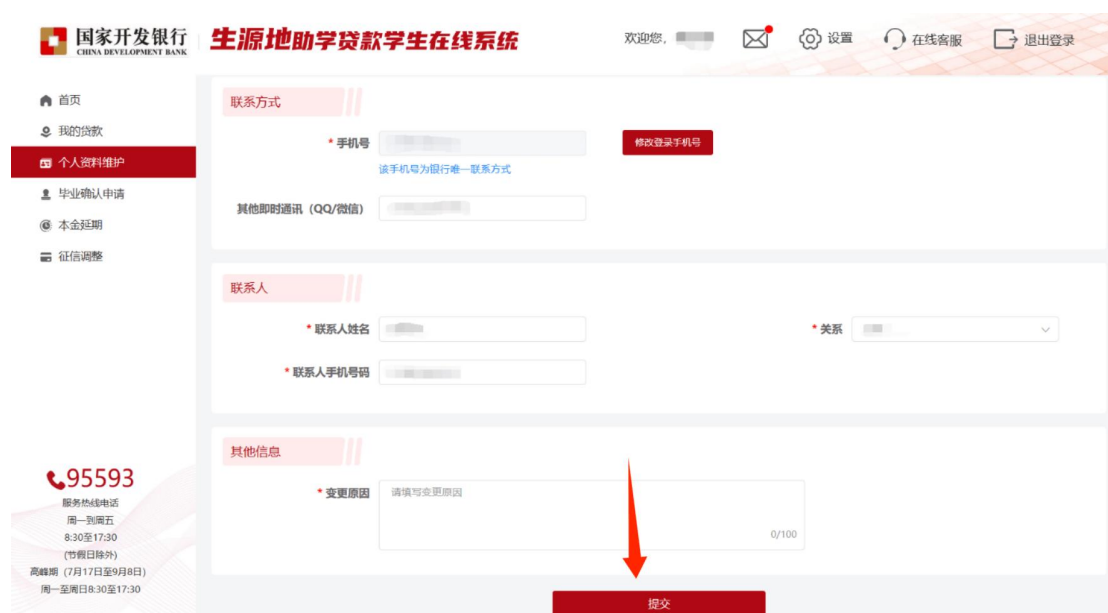 国家开发银行
CHINA DEVELOPMENT BANK
生源地助学贷款学生在线系统
欢迎您,
设置
在线客服
退出登录
首页
我的贷款
个人资料维护
毕业确认申请
本金延期
征信调整
95593
服务热线电话
周一到周五
8:30至17:30
(节假日除外)
高峰期 (7月17日至9月8日)
周一至周日8:30至17:30
联系方式
* 手机号
修改登录手机号
该手机号为银行唯一联系方式
其他即时通讯 (QQ/微信)
联系人
* 联系人姓名
* 关系
* 联系人手机号码
其他信息
* 变更原因
请填写变更原因
0/100
提交